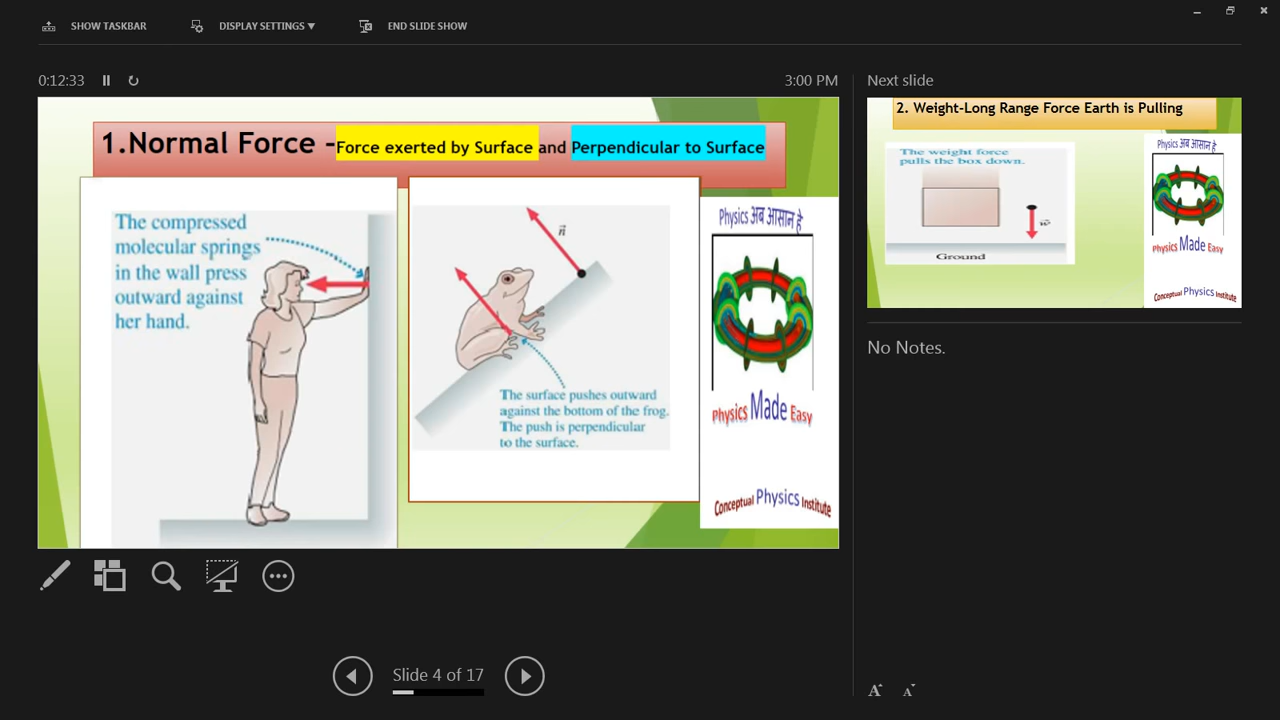 SHOW TASKBAR
DISPLAY SETTINGS ▼
END SLIDE SHOW
0:12:33
3:00 PM
1.Normal Force –Force exerted by Surface and Perpendicular to Surface
The compressed
molecular springs
in the wall press
outward against
her hand.
n⃗
The surface pushes outward
against the bottom of the frog.
The push is perpendicular
to the surface.
Physics अब आसान हे
Physics Made Easy
Conceptual Physics Institute
Next slide
2. Weight-Long Range Force Earth is Pulling
The weight force
pulls the box down.
Ground
Physics अब आसान हे
Physics Made Easy
Conceptual Physics Institute
No Notes.
Slide 4 of 17
A A